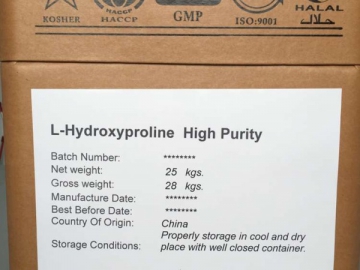 KOSHER
HACCP
HACCP
GMP
ISO:9001
HALAL
حلال
L-Hydroxyproline High Purity
Batch Number: ********
Net weight: 25 kgs.
Gross weight: 28 kgs.
Manufacture Date: ********
Best Before Date: ********
Country Of Origin: China
Storage Conditions: Properly storage in cool and dry
place with well closed container.